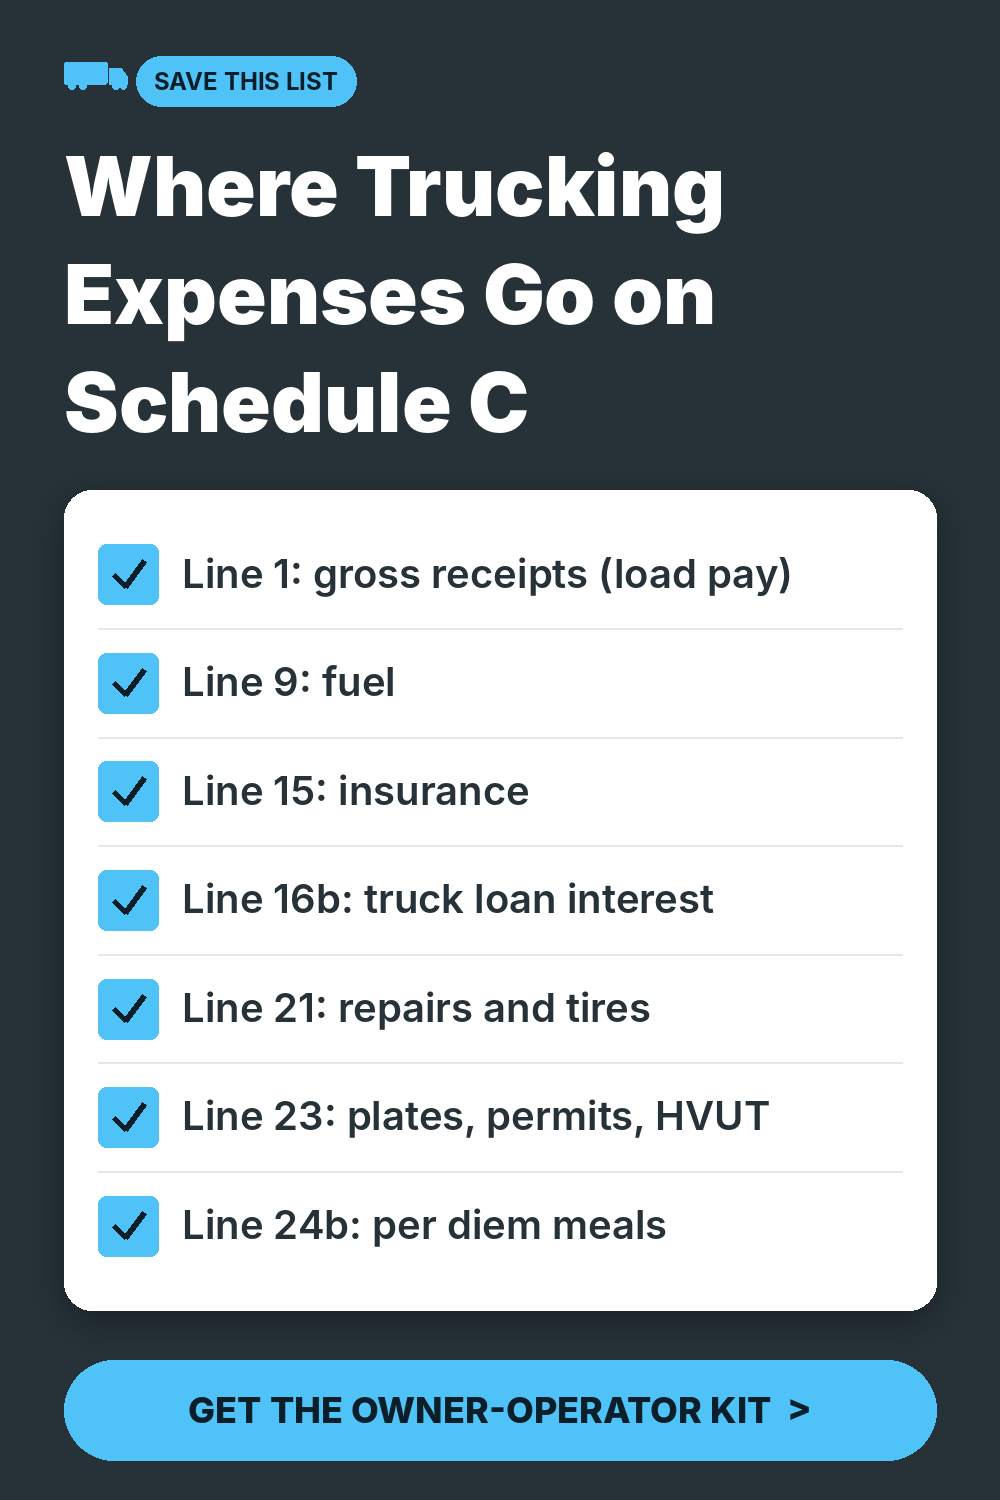 SAVE THIS LIST
Where Trucking
Expenses Go on
Schedule C
Line 1: gross receipts (load pay)
Line 9: fuel
Line 15: insurance
Line 16b: truck loan interest
Line 21: repairs and tires
Line 23: plates, permits, HVUT
Line 24b: per diem meals
GET THE OWNER-OPERATOR KIT >